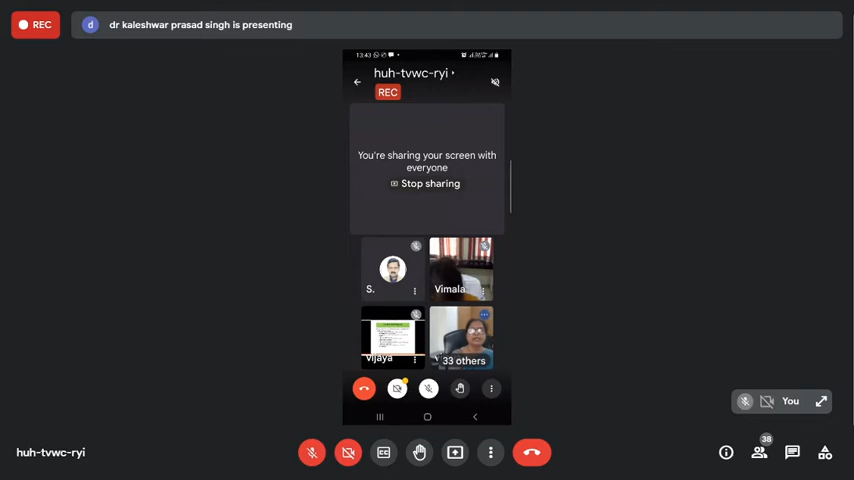 REC
d
dr kaleshwar prasad singh is presenting
13:43
huh-tvwc-ryi
REC
You're sharing your screen with
everyone
Stop sharing
S.
Vimala
Vijaya
33 others
You
huh-tvwc-ryi
38